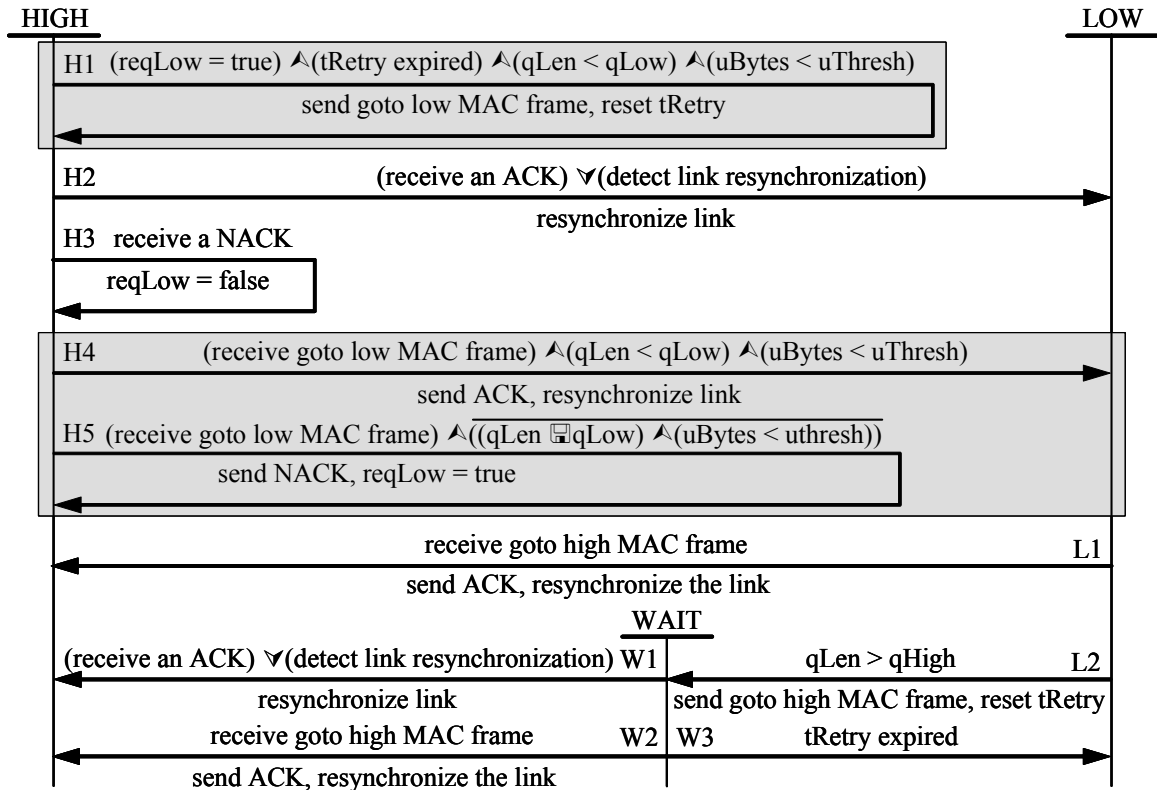 HIGH LOW
H1 (reqLow = true) ⋏(tRetry expired) ⋏(qLen < qLow) ⋏(uBytes < uThresh)
send goto low MAC frame, reset tRetry
H2 (receive an ACK) ⋎(detect link resynchronization)
resynchronize link
H3 receive a NACK
reqLow = false
H4 (receive goto low MAC frame) ⋏(qLen < qLow) ⋏(uBytes < uThresh)
send ACK, resynchronize link
H5 (receive goto low MAC frame) ⋏((qLen 🖫qLow) ⋏(uBytes < uthresh))
send NACK, reqLow = true
receive goto high MAC frame L1
send ACK, resynchronize the link
WAIT
(receive an ACK) ⋎(detect link resynchronization) W1 qLen > qHigh L2
resynchronize link send goto high MAC frame, reset tRetry
receive goto high MAC frame W2 W3 tRetry expired
send ACK, resynchronize the link